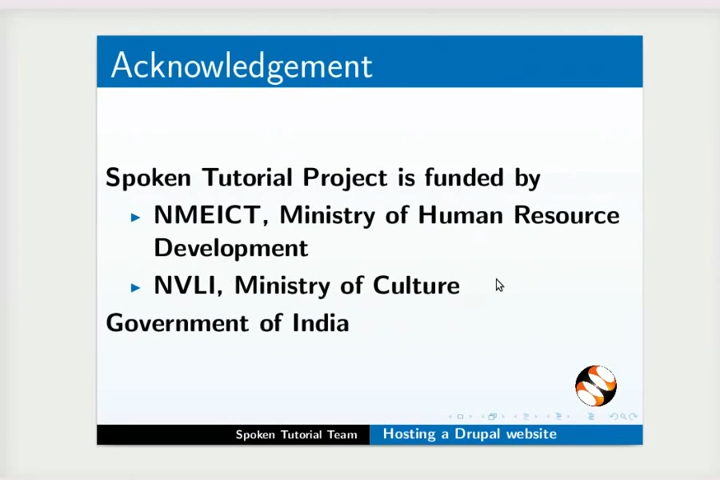 Acknowledgement
Spoken Tutorial Project is funded by
NMEICT, Ministry of Human Resource
Development
NVLI, Ministry of Culture
Government of India
Spoken Tutorial Team
Hosting a Drupal website